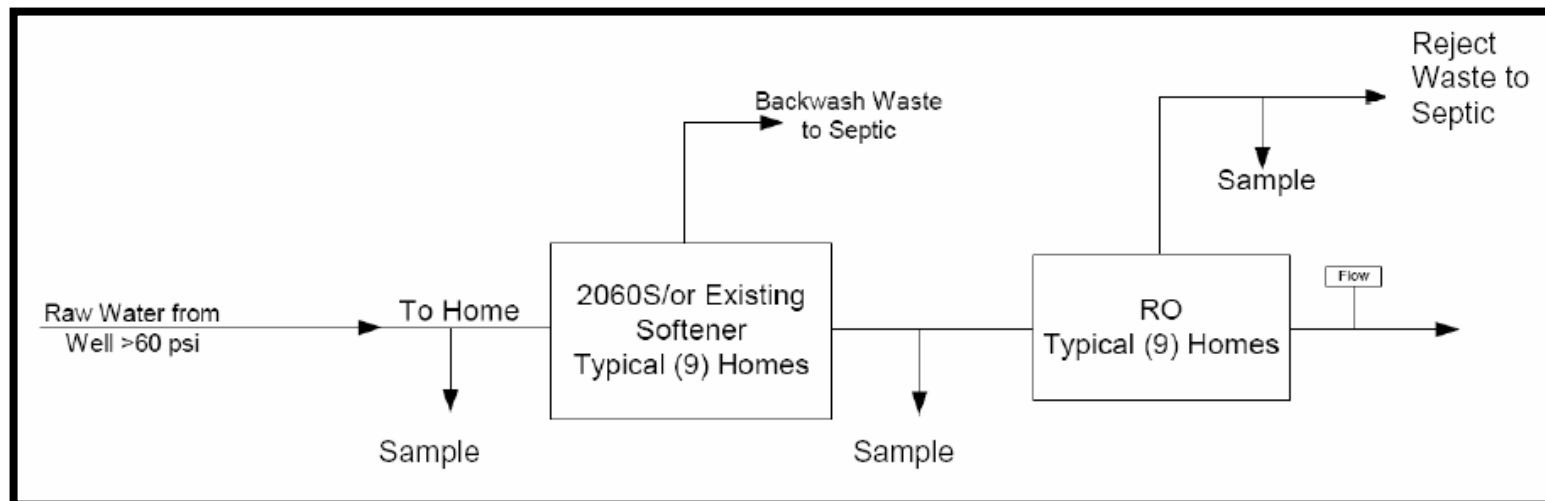 Raw Water from
Well >60 psi
To Home
Sample
2060S/or Existing
Softener
Typical (9) Homes
Backwash Waste
to Septic
Sample
RO
Typical (9) Homes
Reject
Waste to
Septic
Sample
Flow